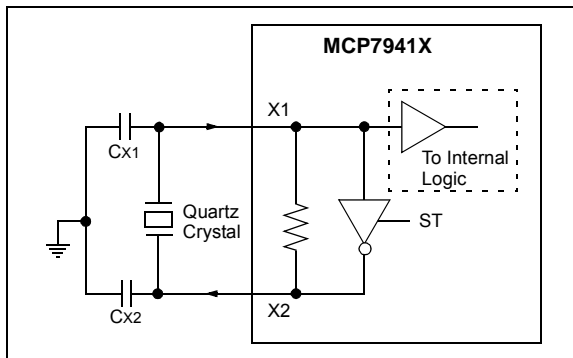 MCP7941X
X1
CX1
To Internal
Logic
Quartz
Crystal
ST
X2
CX2